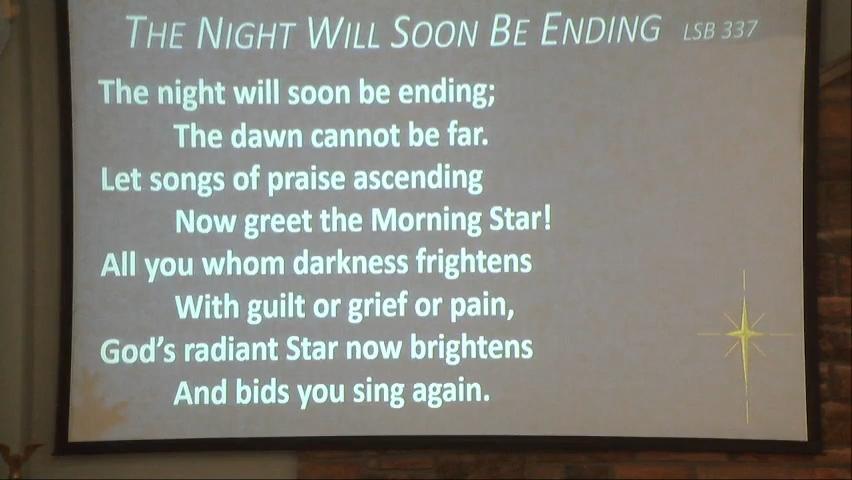 THE NIGHT WILL SOON BE ENDING LSB 337
The night will soon be ending;
The dawn cannot be far.
Let songs of praise ascending
Now greet the Morning Star!
All you whom darkness frightens
With guilt or grief or pain,
God's radiant Star now brightens
And bids you sing again.